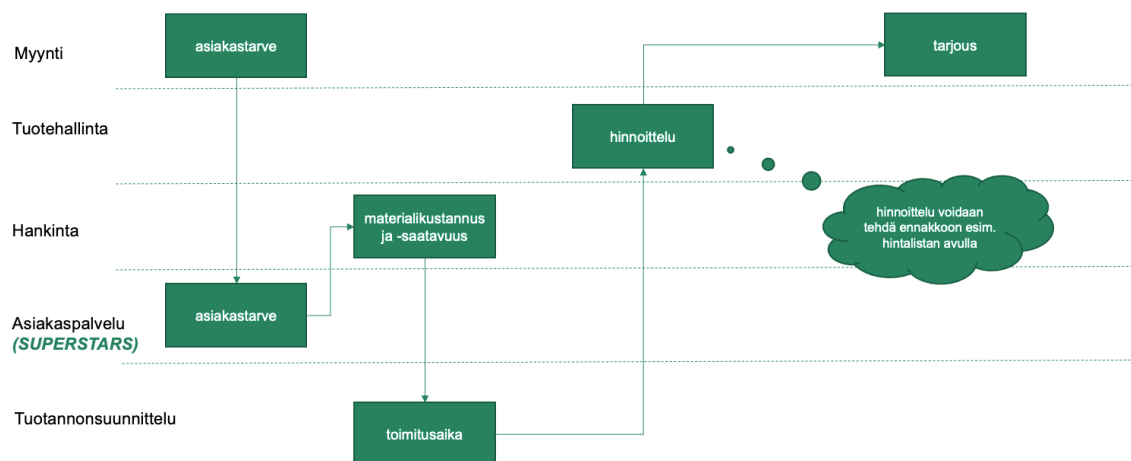 Myynti
asiakastarve
tarjous
Tuotehallinta
hinnoittelu
Hankinta
materialikustannus
ja -saatavuus
hinnoittelu voidaan
tehdä ennakkoon esim.
hintalistan avulla
Asiakaspalvelu
(SUPERSTARS)
asiakastarve
Tuotannonsuunnittelu
toimitusaika